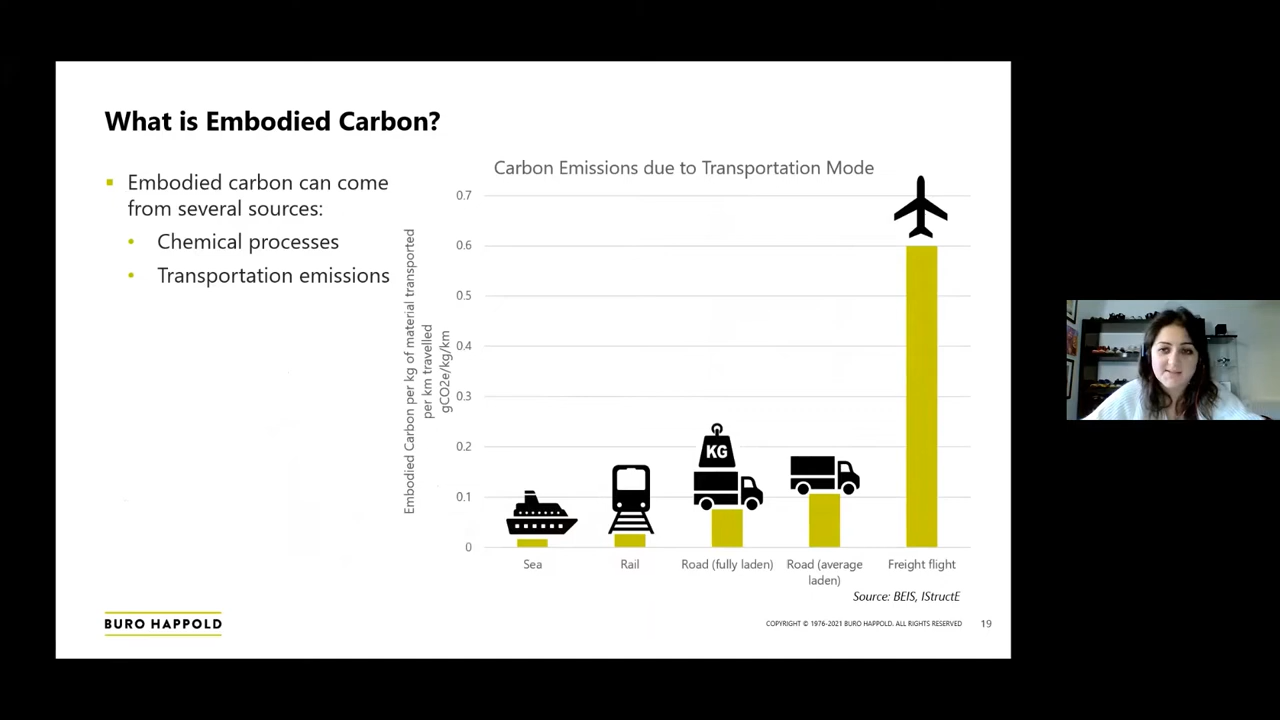 What is Embodied Carbon?
Embodied carbon can come
from several sources:
Chemical processes
Transportation emissions
Carbon Emissions due to Transportation Mode
Embodied Carbon per kg of material transported
per km travelled
gCO2e/kg/km
0.7
0.6
0.5
0.4
0.3
0.2
0.1
0
KG
Sea
Rail
Road (fully laden)
Road (average
laden)
Freight flight
Source: BEIS, IStructE
BURO HAPPOLD
COPYRIGHT © 1976-2021 BURO HAPPOLD. ALL RIGHTS RESERVED
19